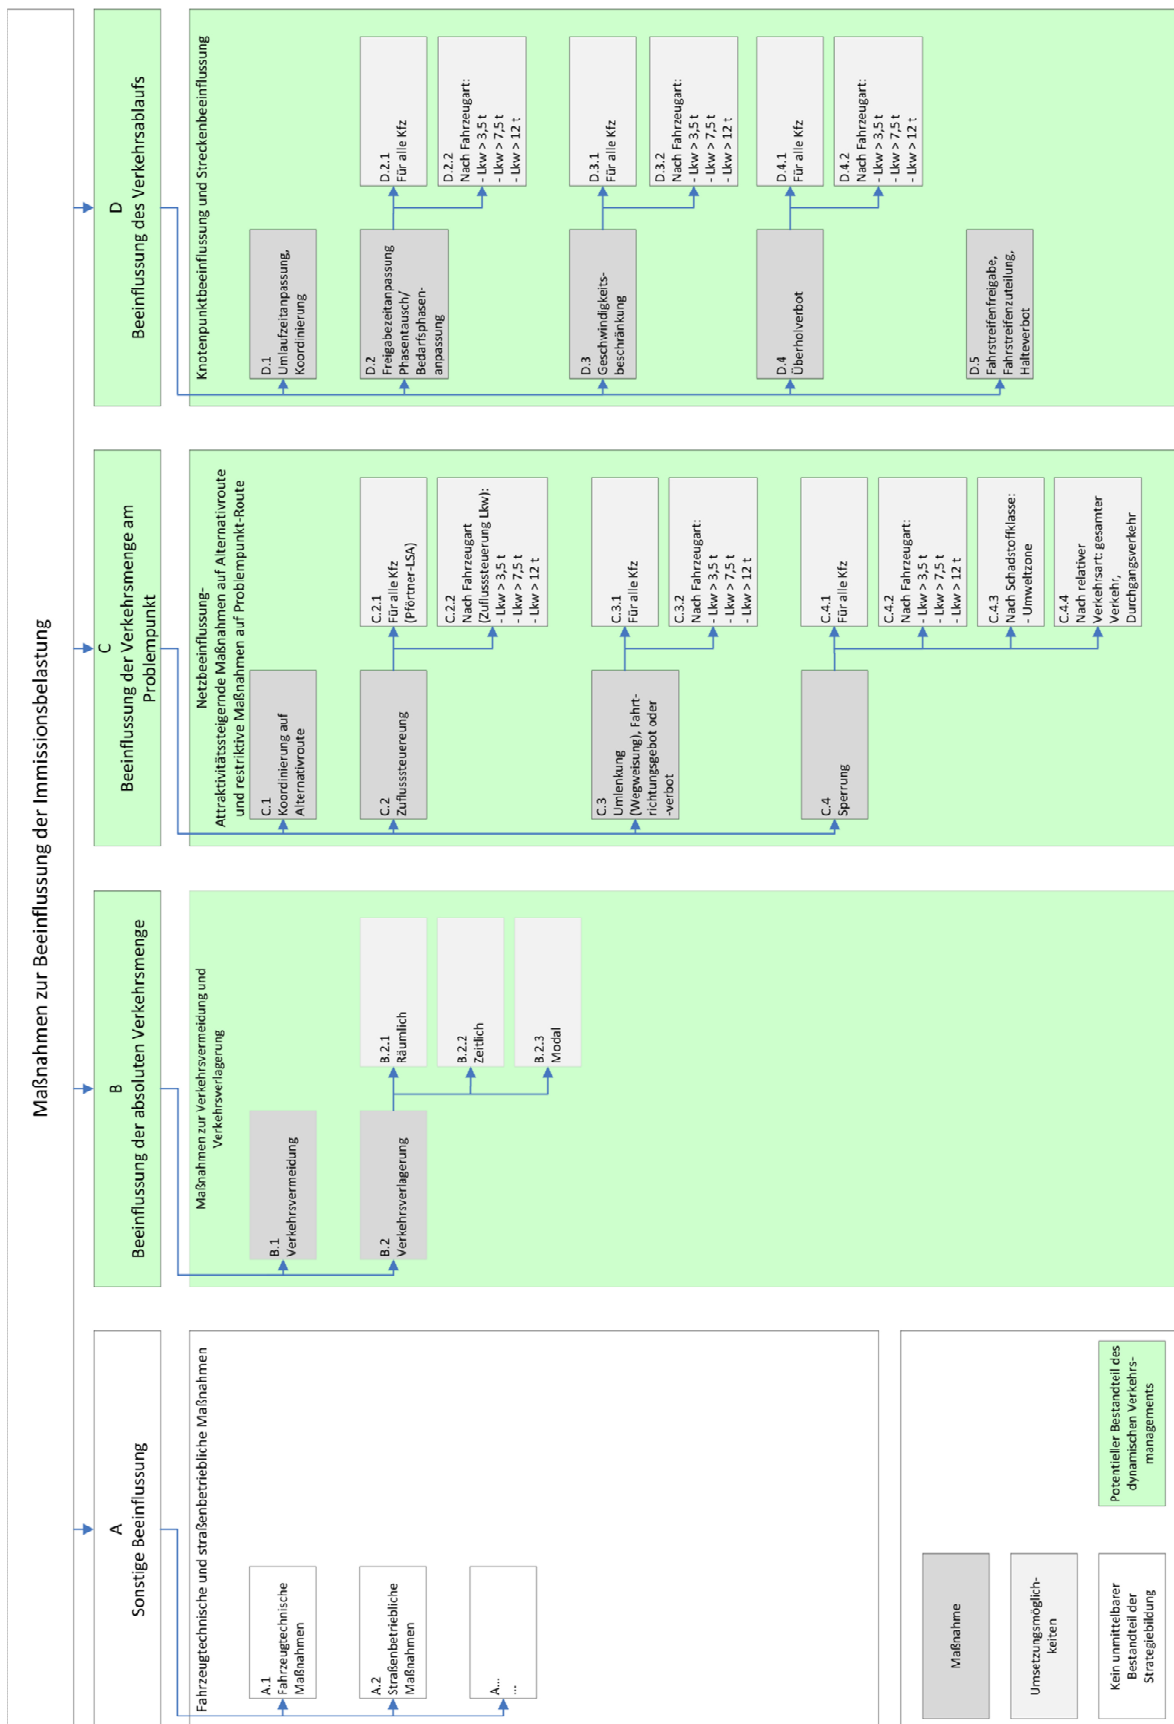 Maßnahmen zur Beeinflussung der Immissionsbelastung
A
Sonstige Beeinflussung
Fahrzeugtechnische und straßenbetriebliche Maßnahmen
A.1
Fahrzeugtechnische
Maßnahmen
A.2
Straßenbetriebliche
Maßnahmen
A...
...
B
Beeinflussung der absoluten Verkehrsmenge
Maßnahmen zur Verkehrsvermeidung und
Verkehrsverlagerung
B.1
Verkehrsvermeidung
B.2
Verkehrsverlagerung
B.2.1
Räumlich
B.2.2
Zeitlich
B.2.3
Modal
C
Beeinflussung der Verkehrsmenge am
Problempunkt
Netzbeeinflussung-
Attraktivitätssteigernde Maßnahmen auf Alternativroute
und restriktive Maßnahmen auf Problempunkt-Route
C.1
Koordinierung auf
Alternativroute
C.2
Zuflusssteuereung
C.2.1
Für alle Kfz
(Pförtner-LSA)
C.2.2
Nach Fahrzeugart
(Zuflusssteuerung Lkw):
- Lkw > 3,5 t
- Lkw > 7,5 t
- Lkw > 12 t
C.3
Umlenkung
(Wegweisung), Fahrt-
richtungsgebot oder
-verbot
C.3.1
Für alle Kfz
C.3.2
Nach Fahrzeugart:
- Lkw > 3,5 t
- Lkw > 7,5 t
- Lkw > 12 t
C.4
Sperrung
C.4.1
Für alle Kfz
C.4.2
Nach Fahrzeugart:
- Lkw > 3,5 t
- Lkw > 7,5 t
- Lkw > 12 t
C.4.3
Nach Schadstoffklasse:
- Umweltzone
C.4.4
Nach relativer
Verkehrsart: gesamter
Verkehr,
Durchgangsverkehr
D
Beeinflussung des Verkehrsablaufs
Knotenpunktbeeinflussung und Streckenbeeinflussung
D.1
Umlaufzeitanpassung,
Koordinierung
D.2
Freigabezeitanpassung
Phasentausch/
Bedarfsphasen-
anpassung
D.2.1
Für alle Kfz
D.2.2
Nach Fahrzeugart:
- Lkw > 3,5 t
- Lkw > 7,5 t
- Lkw > 12 t
D.3
Geschwindigkeits-
beschränkung
D.3.1
Für alle Kfz
D.3.2
Nach Fahrzeugart:
- Lkw > 3,5 t
- Lkw > 7,5 t
- Lkw > 12 t
D.4
Überholverbot
D.4.1
Für alle Kfz
D.4.2
Nach Fahrzeugart:
- Lkw > 3,5 t
- Lkw > 7,5 t
- Lkw > 12 t
D.5
Fahrstreifenfreigabe,
Fahrstreifenzuteilung,
Halteverbot
Maßnahme
Umsetzungsmöglich-
keiten
Kein unmittelbarer
Bestandteil der
Strategiebildung
Potentieller Bestandteil des
dynamischen Verkehrs-
managements